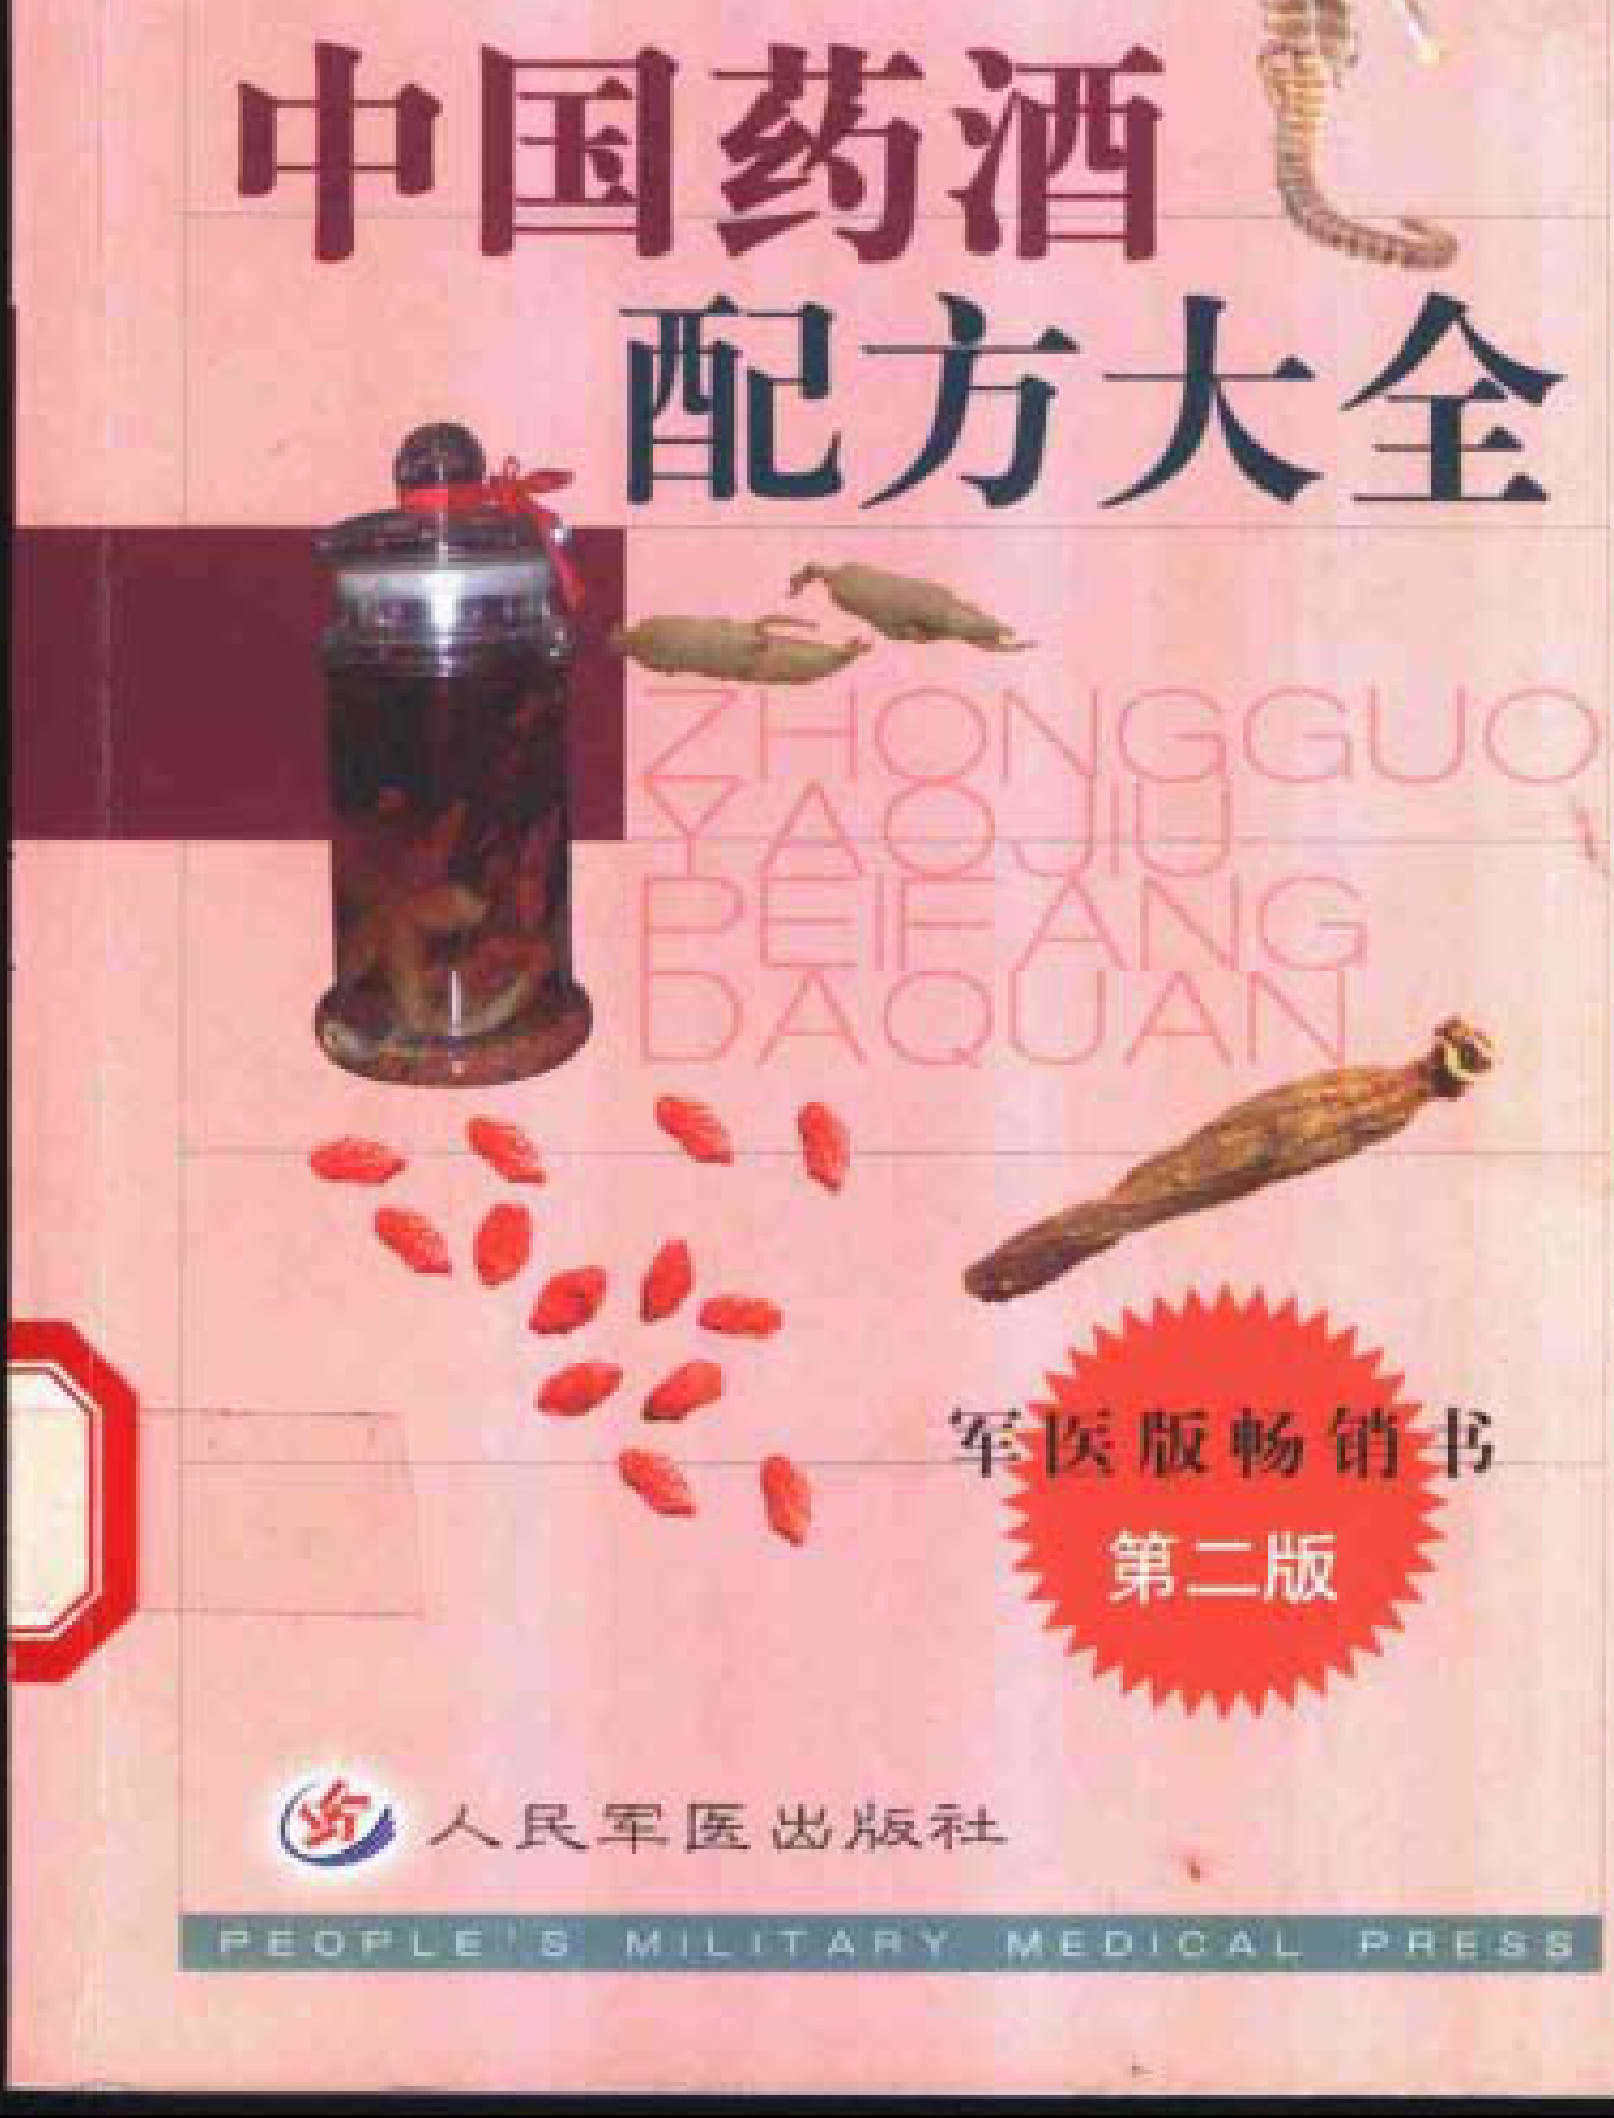 中国药酒
配方大全
ZHONGGUO
YAOJIU
PEIFANG
DAQUAN
军医版畅销书
第二版
人民军医出版社
PEOPLE'S MILITARY MEDICAL PRESS